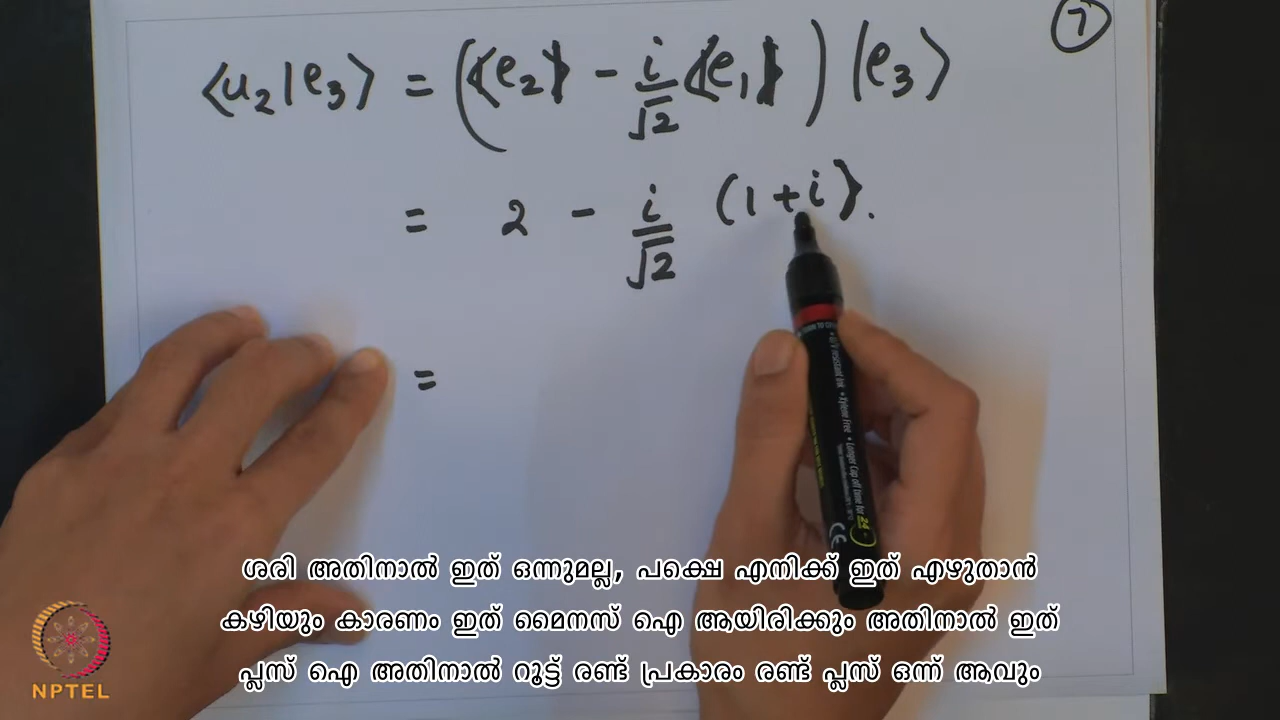 7
⟨u₂|e₃⟩ = (⟨e₂| - i/√2 ⟨e₁|) |e₃⟩
= 2 - i/√2 (1 + i).
=
ശരി അതിനാൽ ഇത് ഒന്നുമല്ല, പക്ഷെ എനിക്ക് ഇത് എഴുതാൻ
കഴിയും കാരണം ഇത് മൈനസ് ഐ ആയിരിക്കും അതിനാൽ ഇത്
പ്ലസ് ഐ അതിനാൽ റൂട്ട് രണ്ട് പ്രകാരം രണ്ട് പ്ലസ് ഒന്ന് ആവും
NPTEL